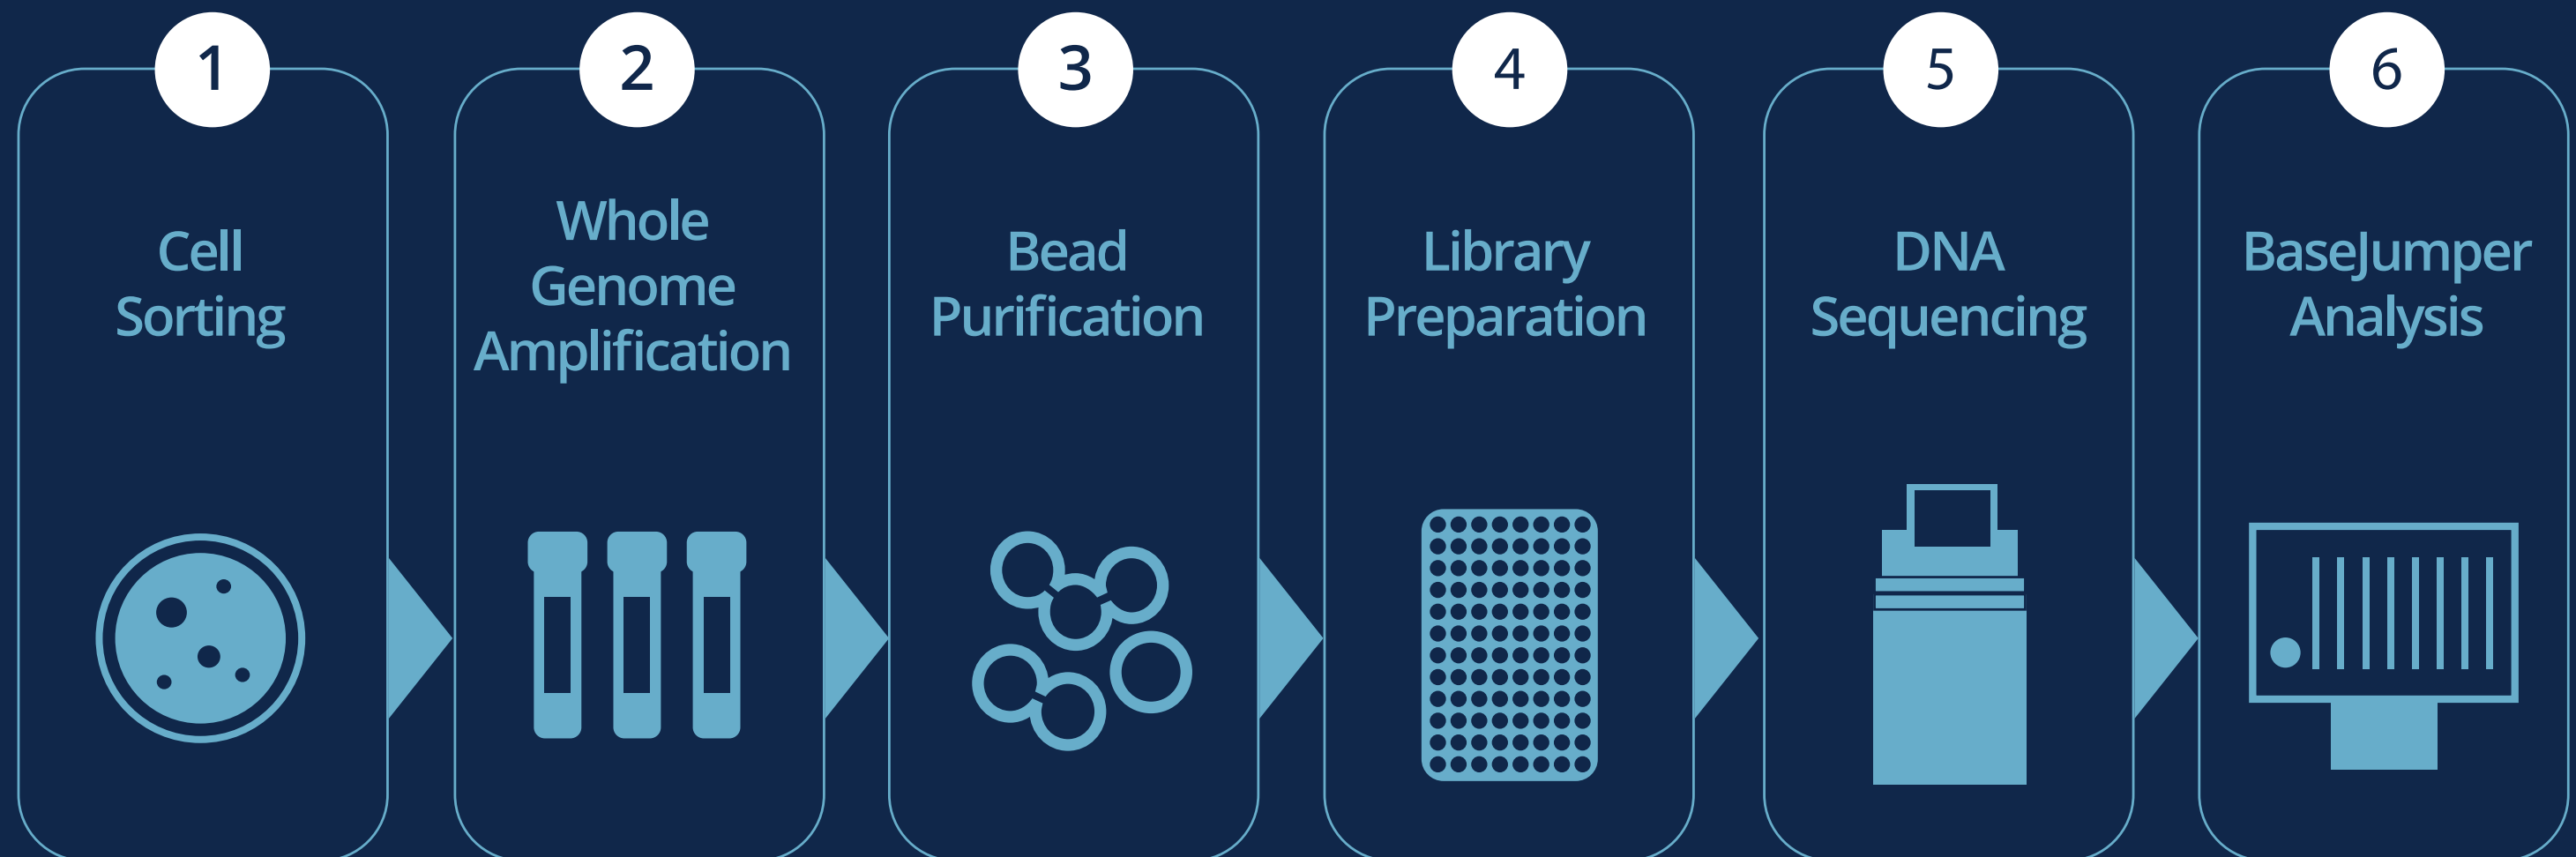 1
Cell
Sorting
2
Whole
Genome
Amplification
3
Bead
Purification
4
Library
Preparation
5
DNA
Sequencing
6
BaseJumper
Analysis